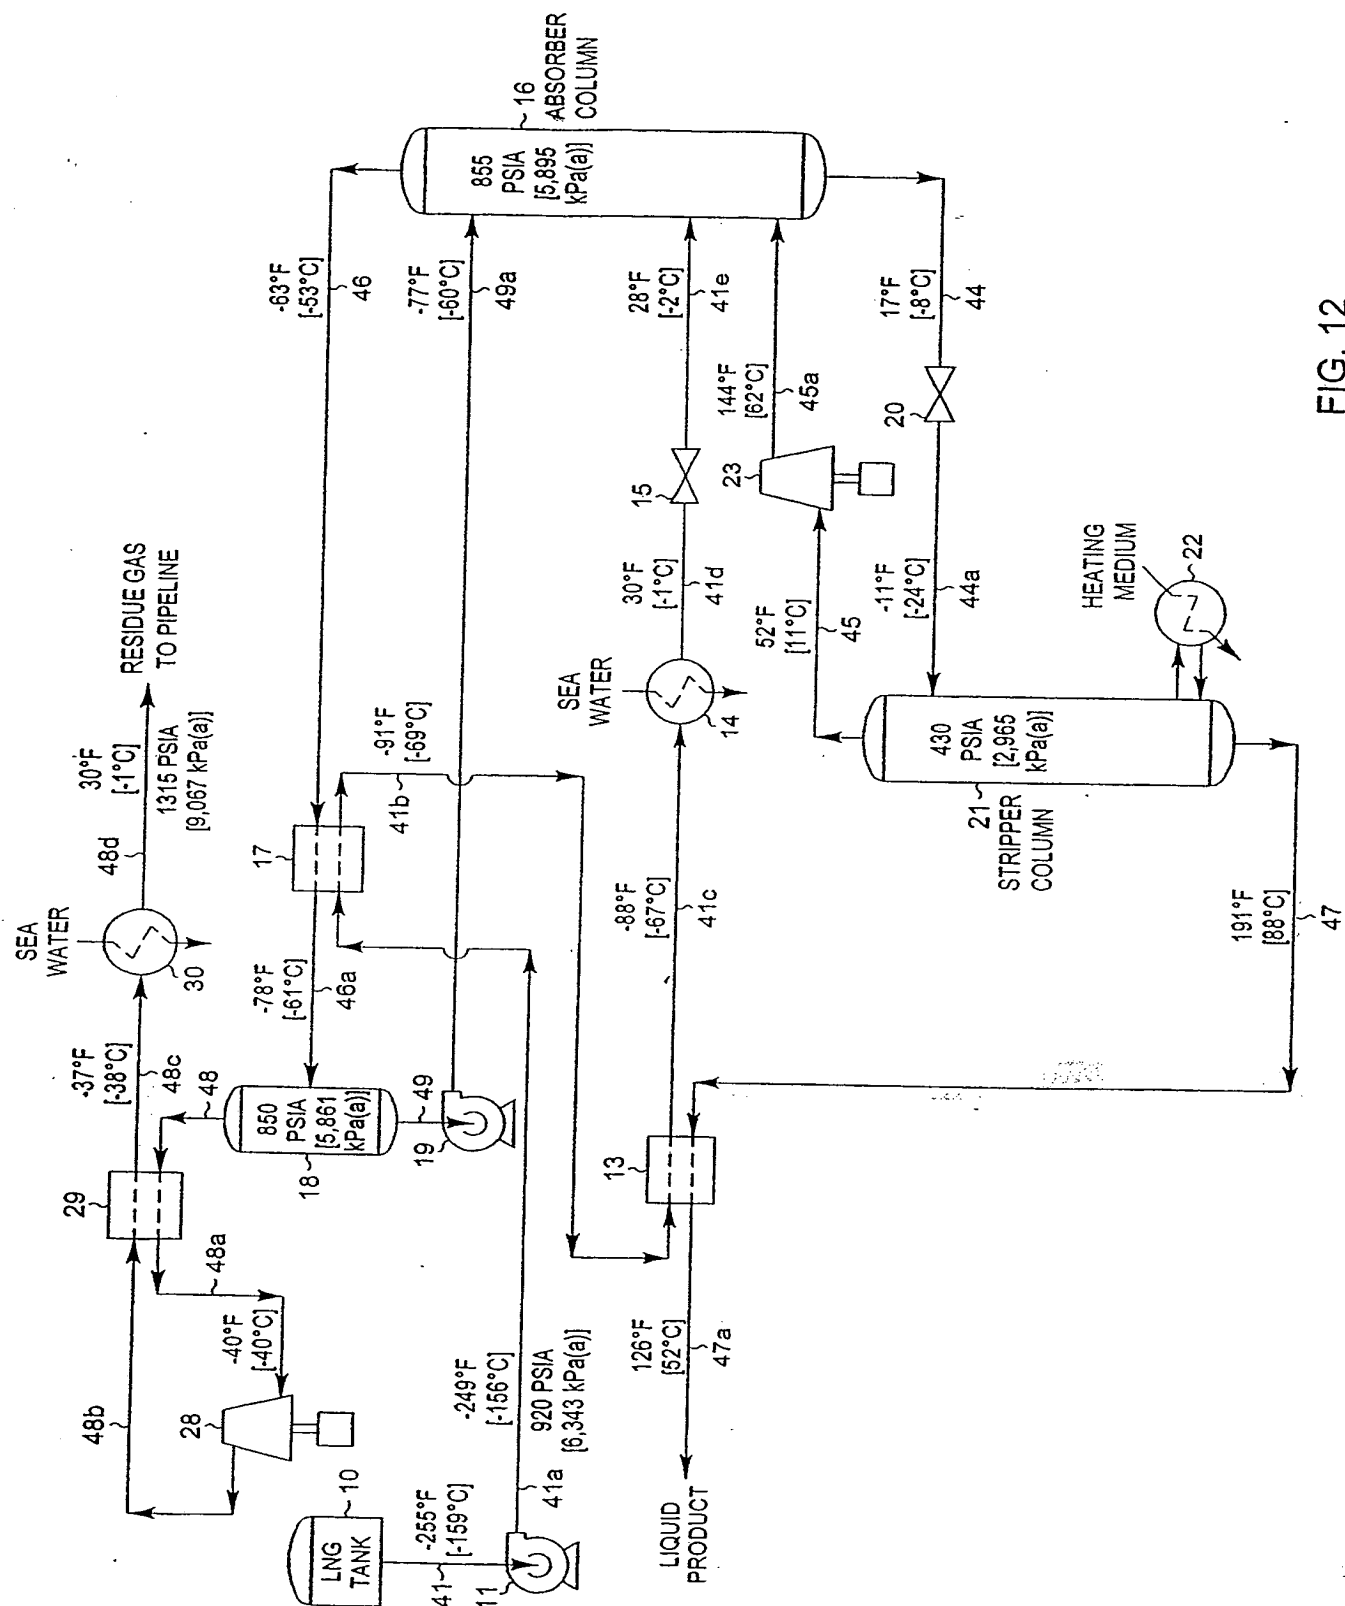 RESIDUE GAS
TO PIPELINE
30°F
[-1°C]
1315 PSIA
[9,067 kPa(a)]
48d
SEA
WATER
30
-37°F
[-38°C]
48c
29
48
48a
48b
-40°F
[-40°C]
28
850
PSIA
[5,861
kPa(a)]
18
49
19
-78°F
[-61°C]
46a
17
-63°F
[-53°C]
46
-91°F
[-69°C]
41b
-77°F
[-60°C]
49a
LNG
TANK
10
-255°F
[-159°C]
41
11
-249°F
[-156°C]
920 PSIA
[6,343 kPa(a)]
41a
855
PSIA
[5,895
kPa(a)]
16
ABSORBER
COLUMN
28°F
[-2°C]
41e
15
30°F
[-1°C]
41d
SEA
WATER
14
-88°F
[-67°C]
41c
13
126°F
[52°C]
47a
LIQUID
PRODUCT
144°F
[62°C]
45a
23
52°F
[11°C]
45
17°F
[-8°C]
44
20
-11°F
[-24°C]
44a
HEATING
MEDIUM
22
430
PSIA
[2,965
kPa(a)]
21
STRIPPER
COLUMN
191°F
[88°C]
47
FIG. 12